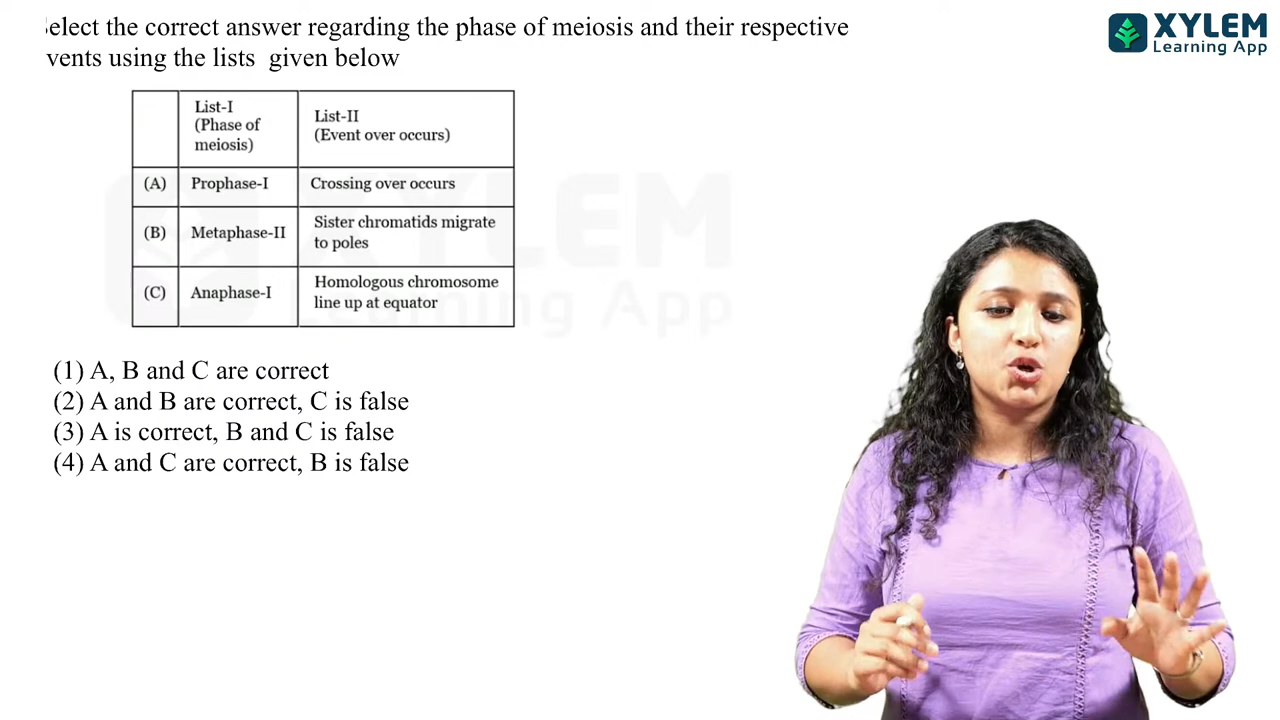 elect the correct answer regarding the phase of meiosis and their respective
vents using the lists given below
XYLEM
Learning App
List-I
(Phase of
meiosis)
List-II
(Event over occurs)
(A) Prophase-I Crossing over occurs
(B) Metaphase-II Sister chromatids migrate
to poles
(C) Anaphase-I Homologous chromosome
line up at equator
XYLEM
Learning App
(1) A, B and C are correct
(2) A and B are correct, C is false
(3) A is correct, B and C is false
(4) A and C are correct, B is false